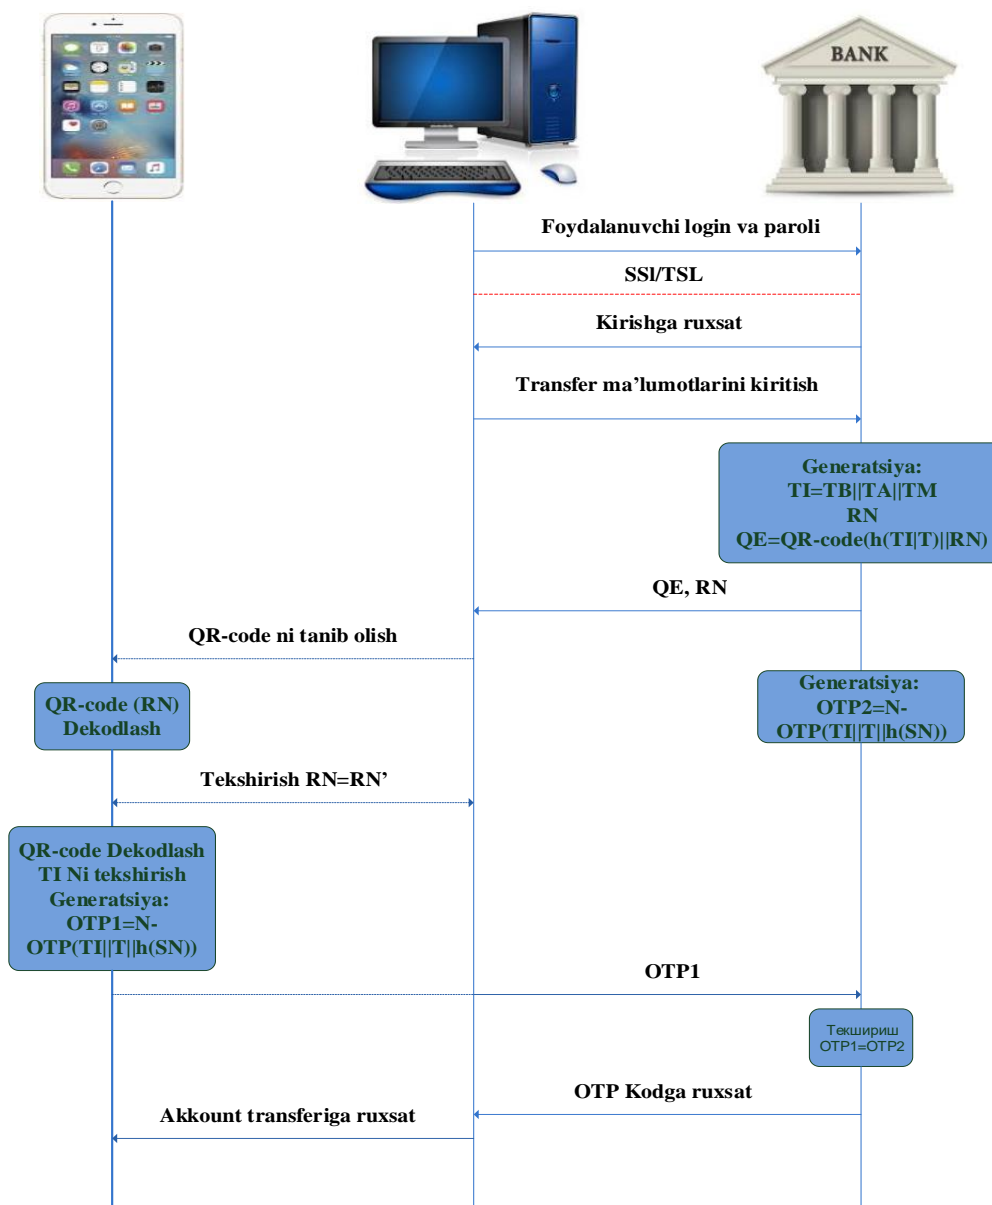 BANK
Foydalanuvchi login va paroli
SSl/TSL
Kirishga ruxsat
Transfer ma’lumotlarini kiritish
Generatsiya:
TI=TB||TA||TM
RN
QE=QR-code(h(TI|T)||RN)
QE, RN
QR-code ni tanib olish
QR-code (RN)
Dekodlash
Generatsiya:
OTP2=N-
OTP(TI||T||h(SN))
Tekshirish RN=RN’
QR-code Dekodlash
TI Ni tekshirish
Generatsiya:
OTP1=N-
OTP(TI||T||h(SN))
OTP1
Текшириш
OTP1=OTP2
OTP Kodga ruxsat
Akkount transferiga ruxsat